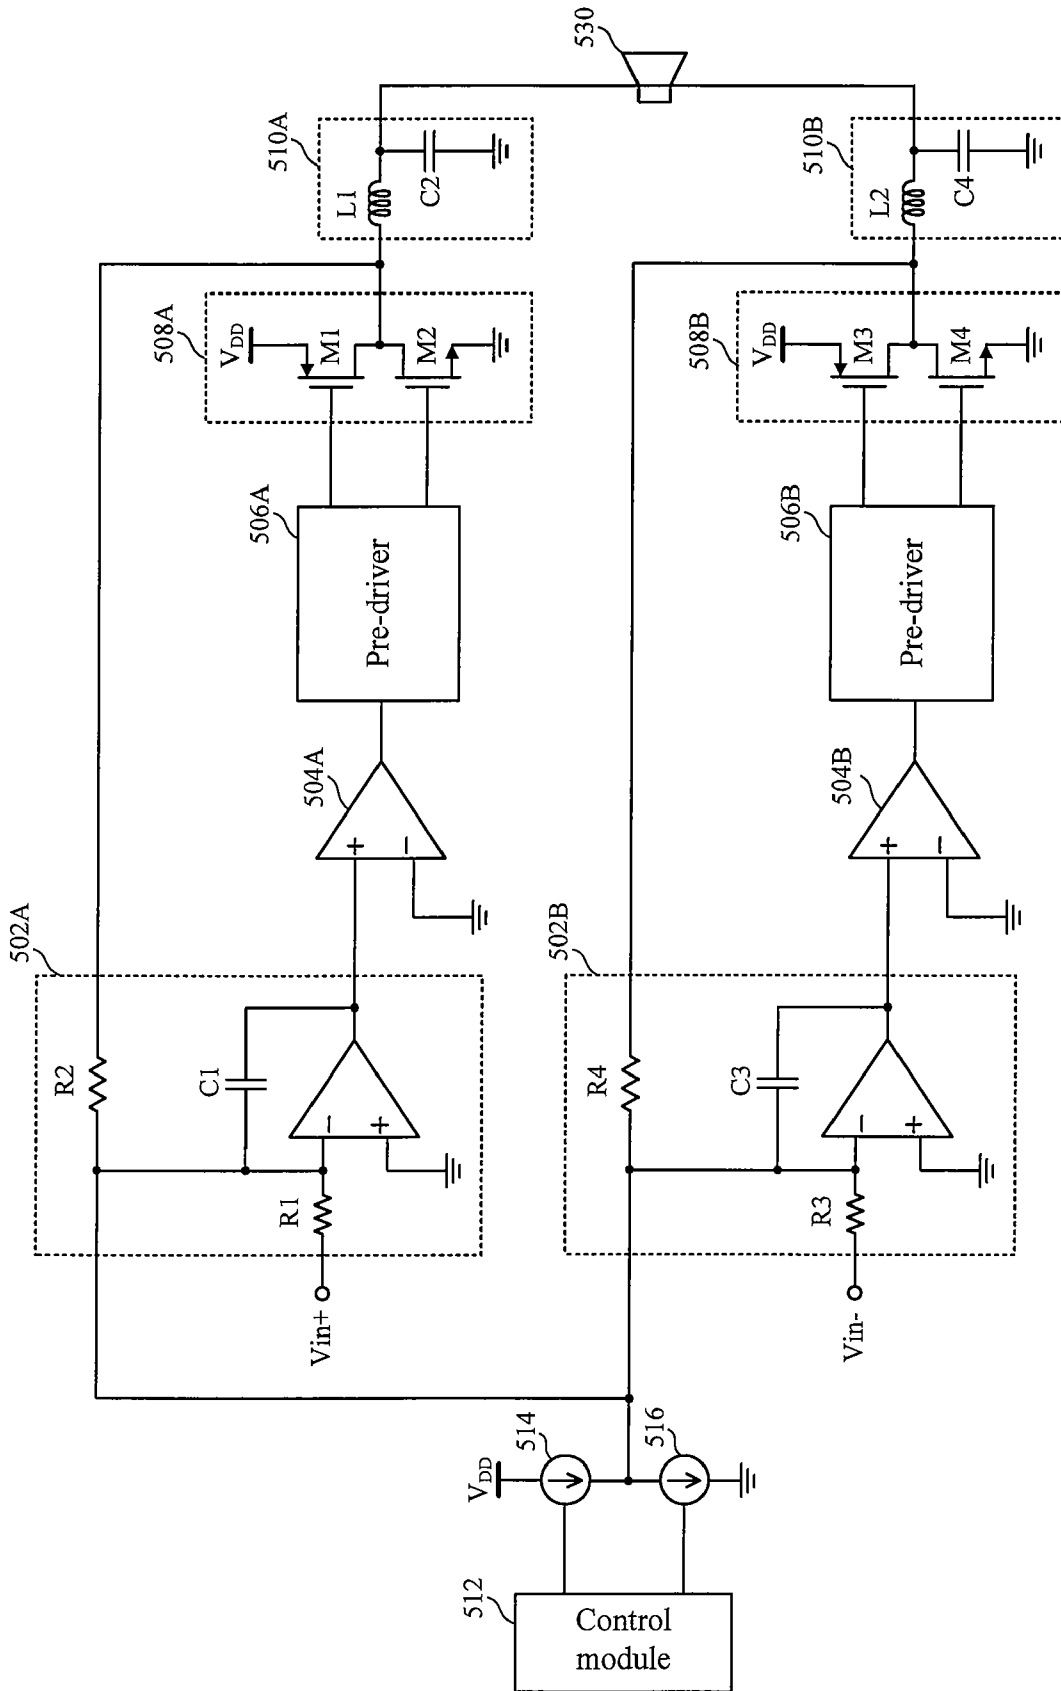 530
510A
L1
C2
510B
L2
C4
508A
VDD
M1
M2
508B
VDD
M3
M4
506A
Pre-driver
506B
Pre-driver
504A
+
−
504B
+
−
502A
R2
C1
−
+
R1
Vin+
502B
R4
C3
−
+
R3
Vin-
514
VDD
516
512
Control
module